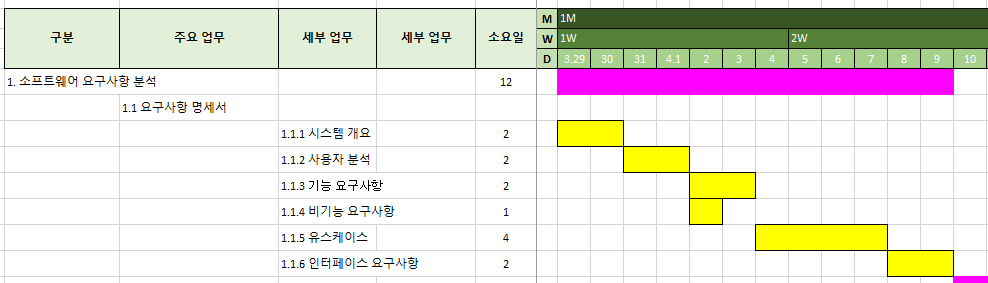 구분 주요 업무 세부 업무 세부 업무 소요일 M 1M
W 1W 2W
D 3.29 30 31 4.1 2 3 4 5 6 7 8 9 10
1. 소프트웨어 요구사항 분석 12
1.1 요구사항 명세서
1.1.1 시스템 개요 2
1.1.2 사용자 분석 2
1.1.3 기능 요구사항 2
1.1.4 비기능 요구사항 1
1.1.5 유스케이스 4
1.1.6 인터페이스 요구사항 2